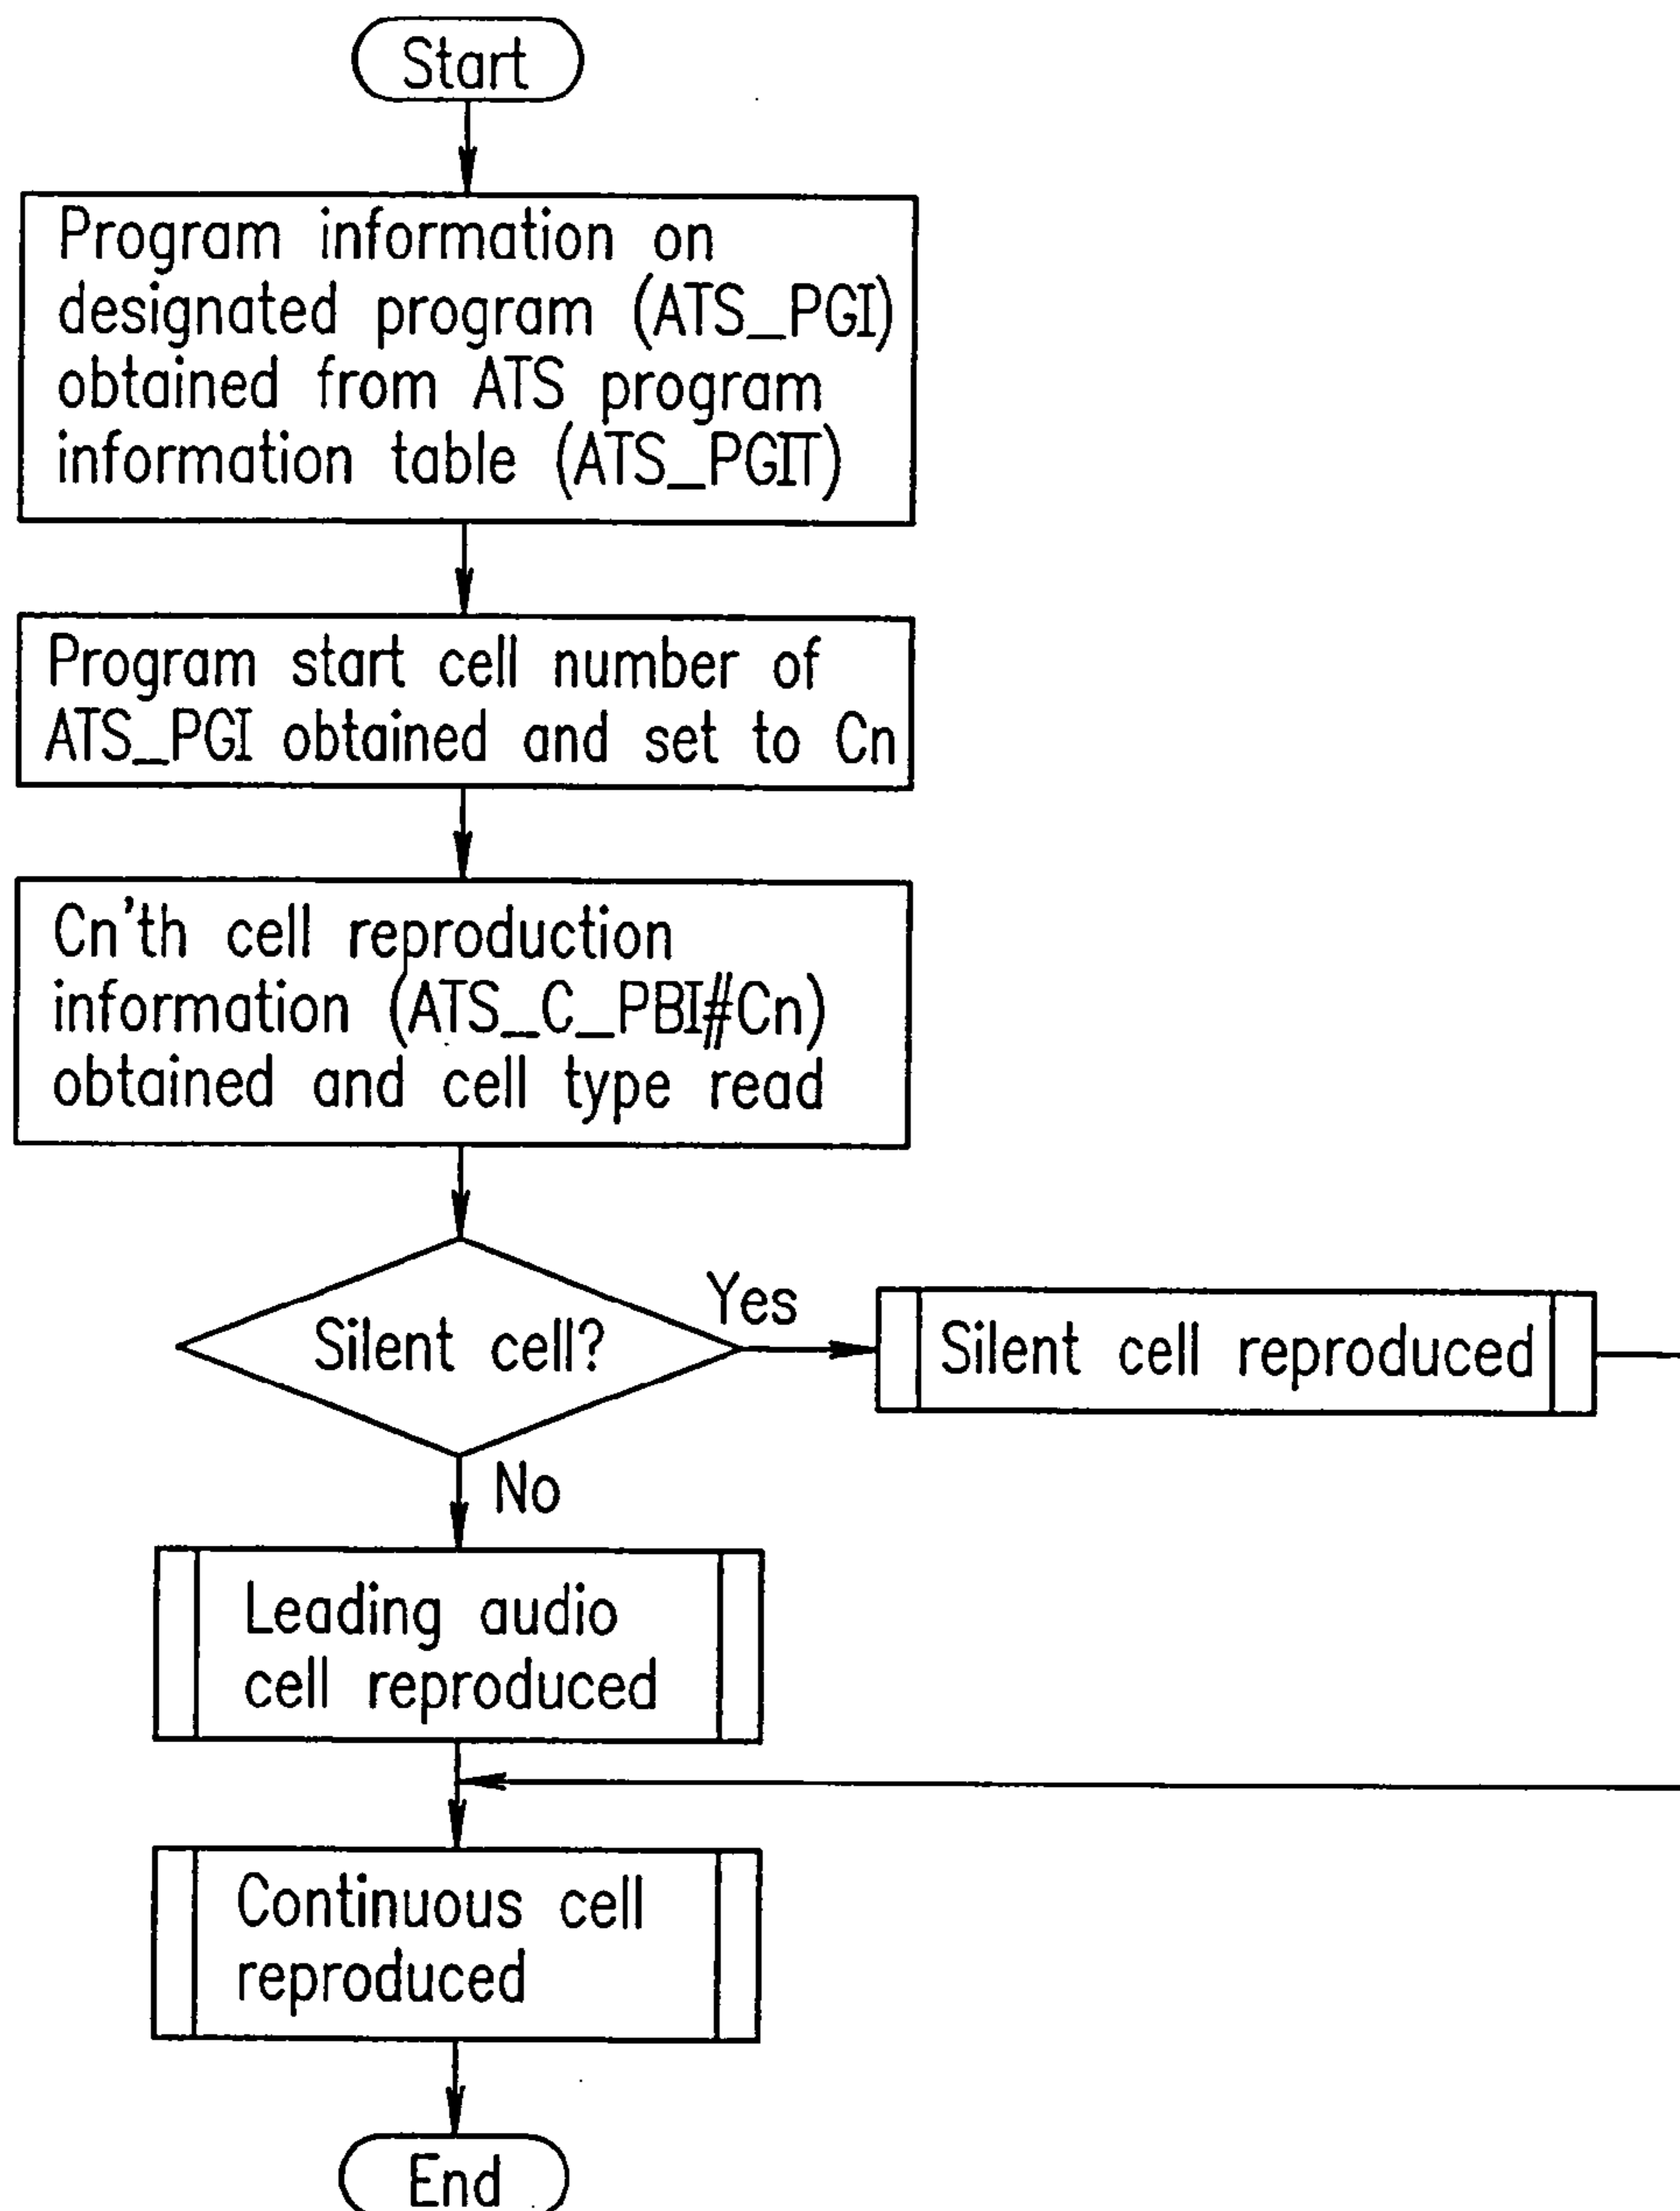 Start
Program information on
designated program (ATS_PGI)
obtained from ATS program
information table (ATS_PGIT)
Program start cell number of
ATS_PGI obtained and set to Cn
Cn'th cell reproduction
information (ATS_C_PBI#Cn)
obtained and cell type read
Silent cell?
Yes
Silent cell reproduced
No
Leading audio
cell reproduced
Continuous cell
reproduced
End